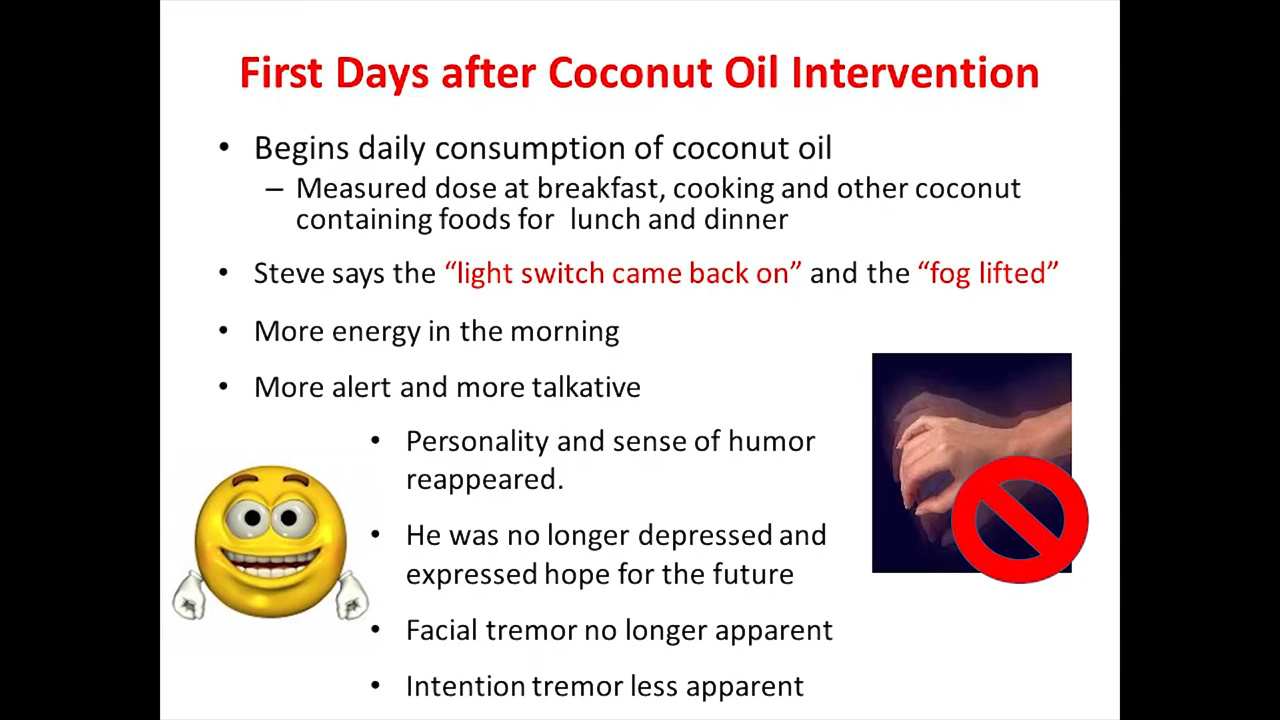 First Days after Coconut Oil Intervention
• Begins daily consumption of coconut oil
– Measured dose at breakfast, cooking and other coconut
containing foods for lunch and dinner
• Steve says the “light switch came back on” and the “fog lifted”
• More energy in the morning
• More alert and more talkative
• Personality and sense of humor
reappeared.
• He was no longer depressed and
expressed hope for the future
• Facial tremor no longer apparent
• Intention tremor less apparent